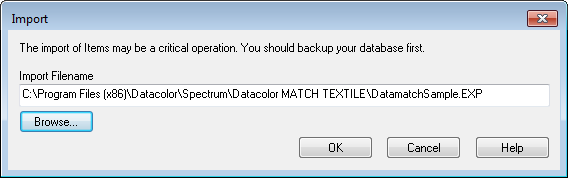 Import
The import of Items may be a critical operation. You should backup your database first.
Import Filename
C:\Program Files (x86)\Datacolor\Spectrum\Datacolor MATCH TEXTILE\DatamatchSample.EXP
Browse...
OK Cancel Help